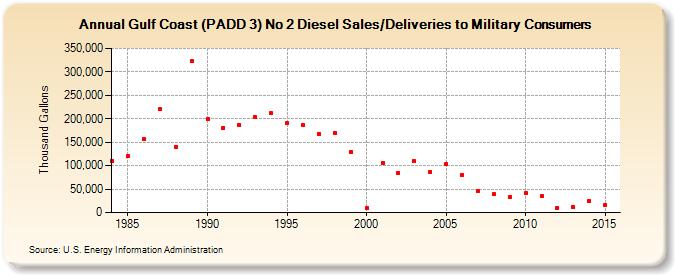 Annual Gulf Coast (PADD 3) No 2 Diesel Sales/Deliveries to Military Consumers
Thousand Gallons
350,000
300,000
250,000
200,000
150,000
100,000
50,000
0
1985 1990 1995 2000 2005 2010 2015
Source: U.S. Energy Information Administration